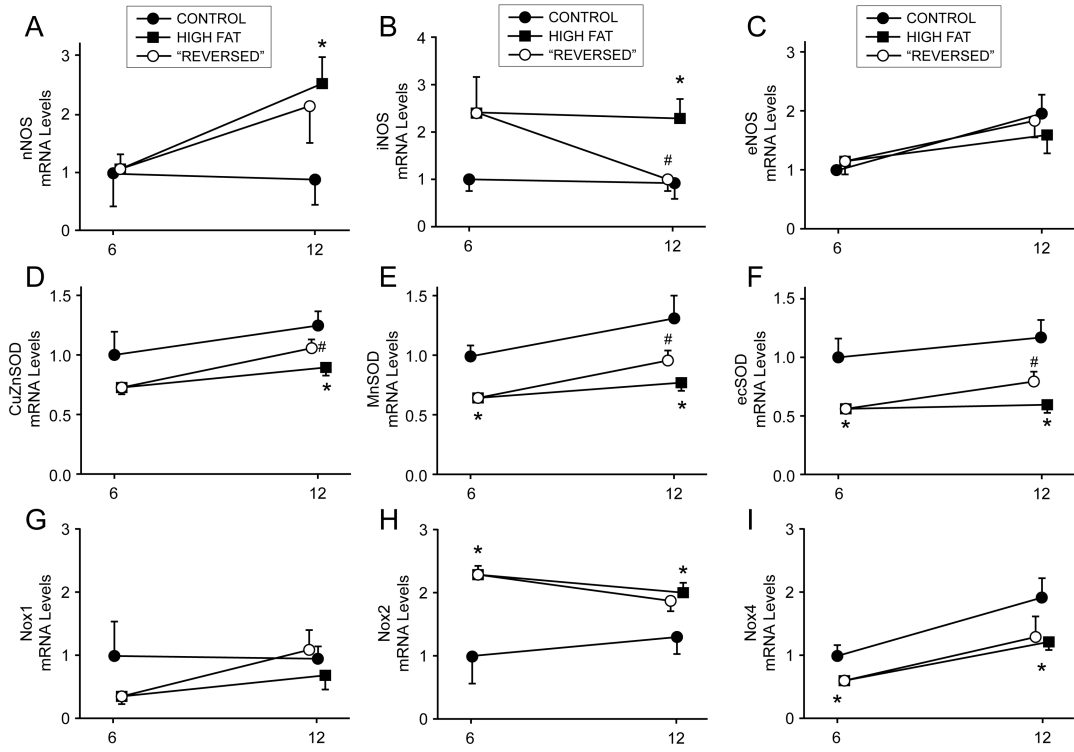 A
CONTROL
HIGH FAT
“REVERSED”
nNOS
mRNA Levels
3
2
1
0
*
6
12
B
CONTROL
HIGH FAT
“REVERSED”
iNOS
mRNA Levels
4
3
2
1
0
*
#
6
12
C
CONTROL
HIGH FAT
“REVERSED”
eNOS
mRNA Levels
3
2
1
0
6
12
D
CuZnSOD
mRNA Levels
1.5
1.0
0.5
0.0
#
*
6
12
E
MnSOD
mRNA Levels
1.5
1.0
0.5
0.0
#
*
*
6
12
F
ecSOD
mRNA Levels
1.5
1.0
0.5
0.0
#
*
*
6
12
G
Nox1
mRNA Levels
3
2
1
0
6
12
H
Nox2
mRNA Levels
3
2
1
0
*
*
6
12
I
Nox4
mRNA Levels
3
2
1
0
*
*
6
12